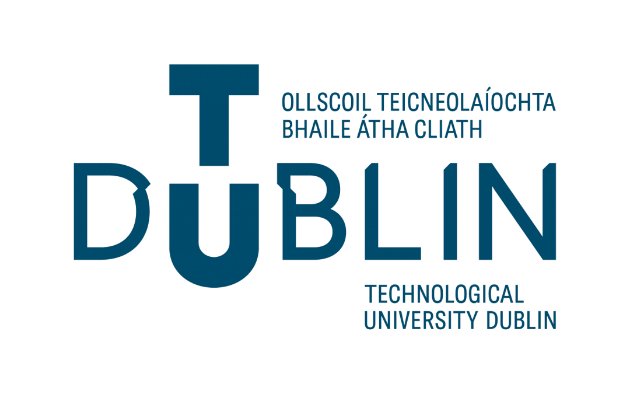 T
OLLSCOIL TEICNEOLAÍOCHTA
BHAILE ÁTHA CLIATH
DUBLIN
TECHNOLOGICAL
UNIVERSITY DUBLIN